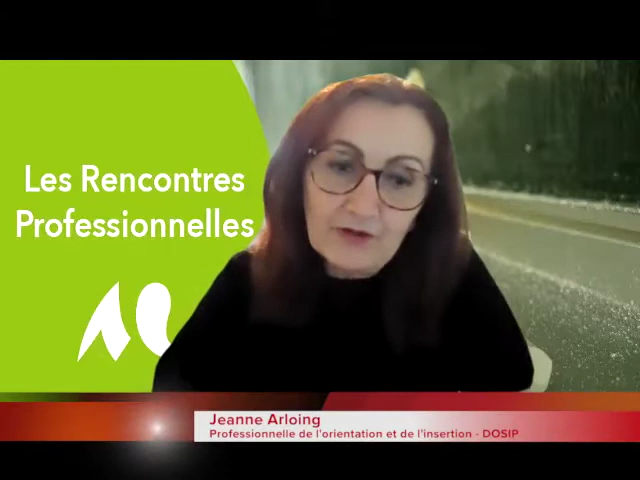 Les Rencontres
Professionnelles
Jeanne Arloing
Professionnelle de l'orientation et de l'insertion - DOSIP